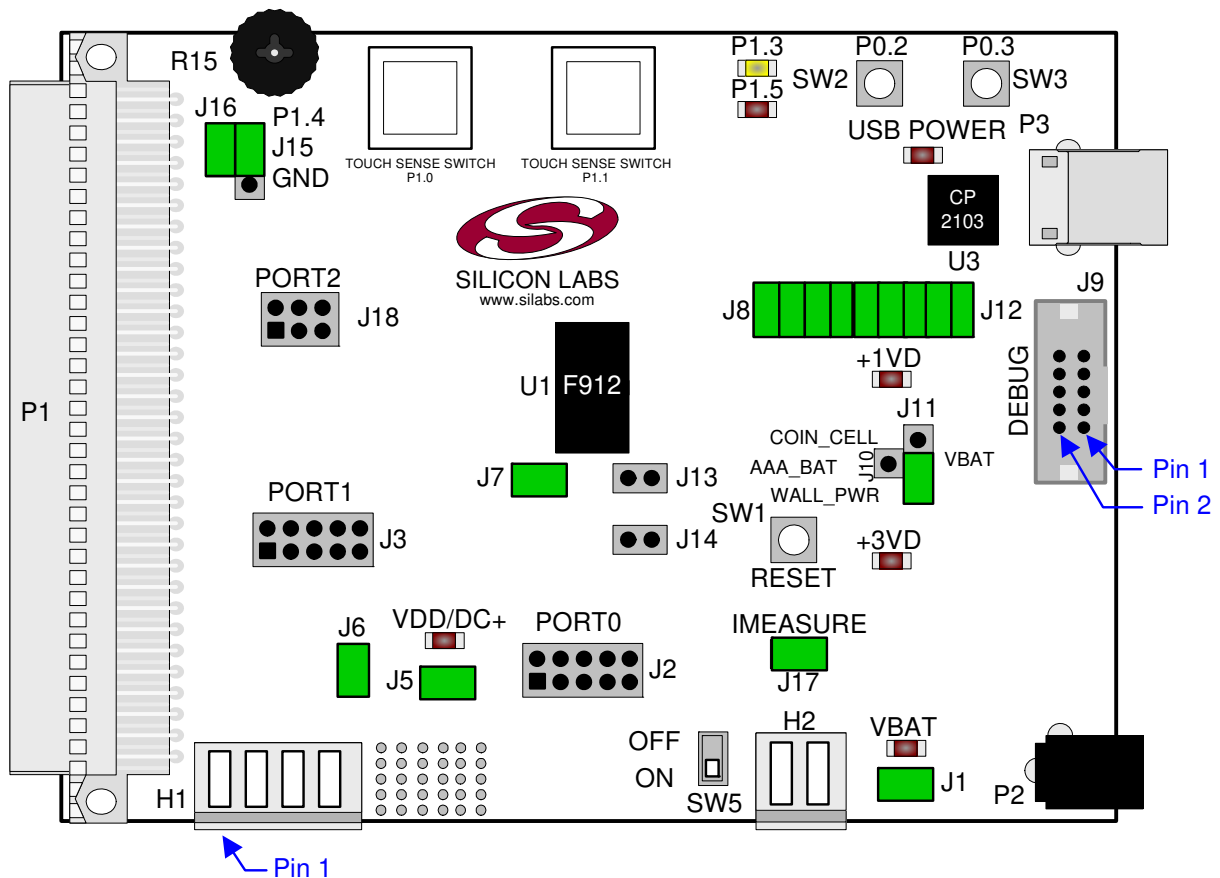 R15
P1.3
P0.2
P0.3
SW2
SW3
P1.5
J16
P1.4
J15
GND
TOUCH SENSE SWITCH
P1.0
TOUCH SENSE SWITCH
P1.1
USB POWER
P3
CP
2103
U3
SILICON LABS
www.silabs.com
PORT2
J18
J8
J12
J9
DEBUG
P1
U1
F912
+1VD
J11
COIN_CELL
AAA_BAT
J10
VBAT
WALL_PWR
Pin 1
Pin 2
J7
J13
PORT1
J3
J14
SW1
RESET
+3VD
J6
VDD/DC+
J5
PORT0
J2
IMEASURE
J17
H2
OFF
ON
SW5
VBAT
J1
P2
H1
Pin 1